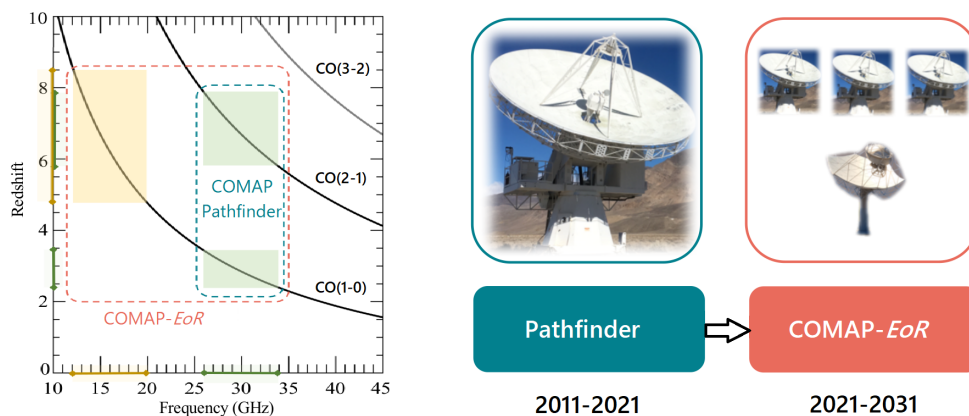 10
8
6
4
2
0
Redshift
10
15
20
25
30
35
40
45
Frequency (GHz)
CO(3-2)
CO(2-1)
CO(1-0)
COMAP
Pathfinder
COMAP-EoR
Pathfinder
COMAP-EoR
2011-2021
2021-2031